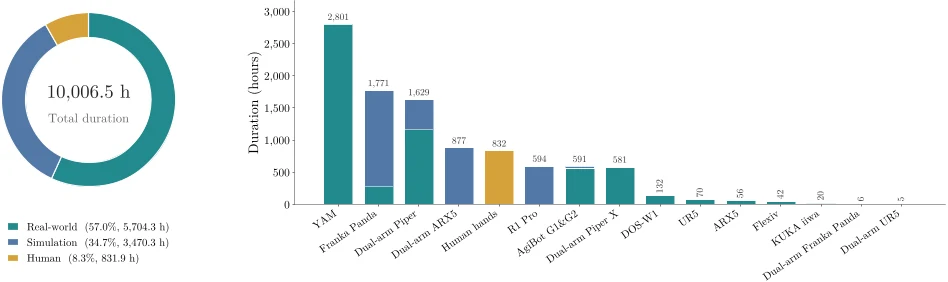 10,006.5 h
Total duration
Real-world (57.0%, 5,704.3 h)
Simulation (34.7%, 3,470.3 h)
Human (8.3%, 831.9 h)
Duration (hours)
3,000
2,500
2,000
1,500
1,000
500
0
2,801
1,771
1,629
877
832
594
591
581
132
70
56
42
20
6
5
YAM
Franka Panda
Dual-arm Piper
Dual-arm ARX5
Human hands
R1 Pro
AgiBot G1&G2
Dual-arm Piper X
DOS-W1
UR5
ARX5
Flexiv
KUKA iiwa
Dual-arm Franka Panda
Dual-arm UR5